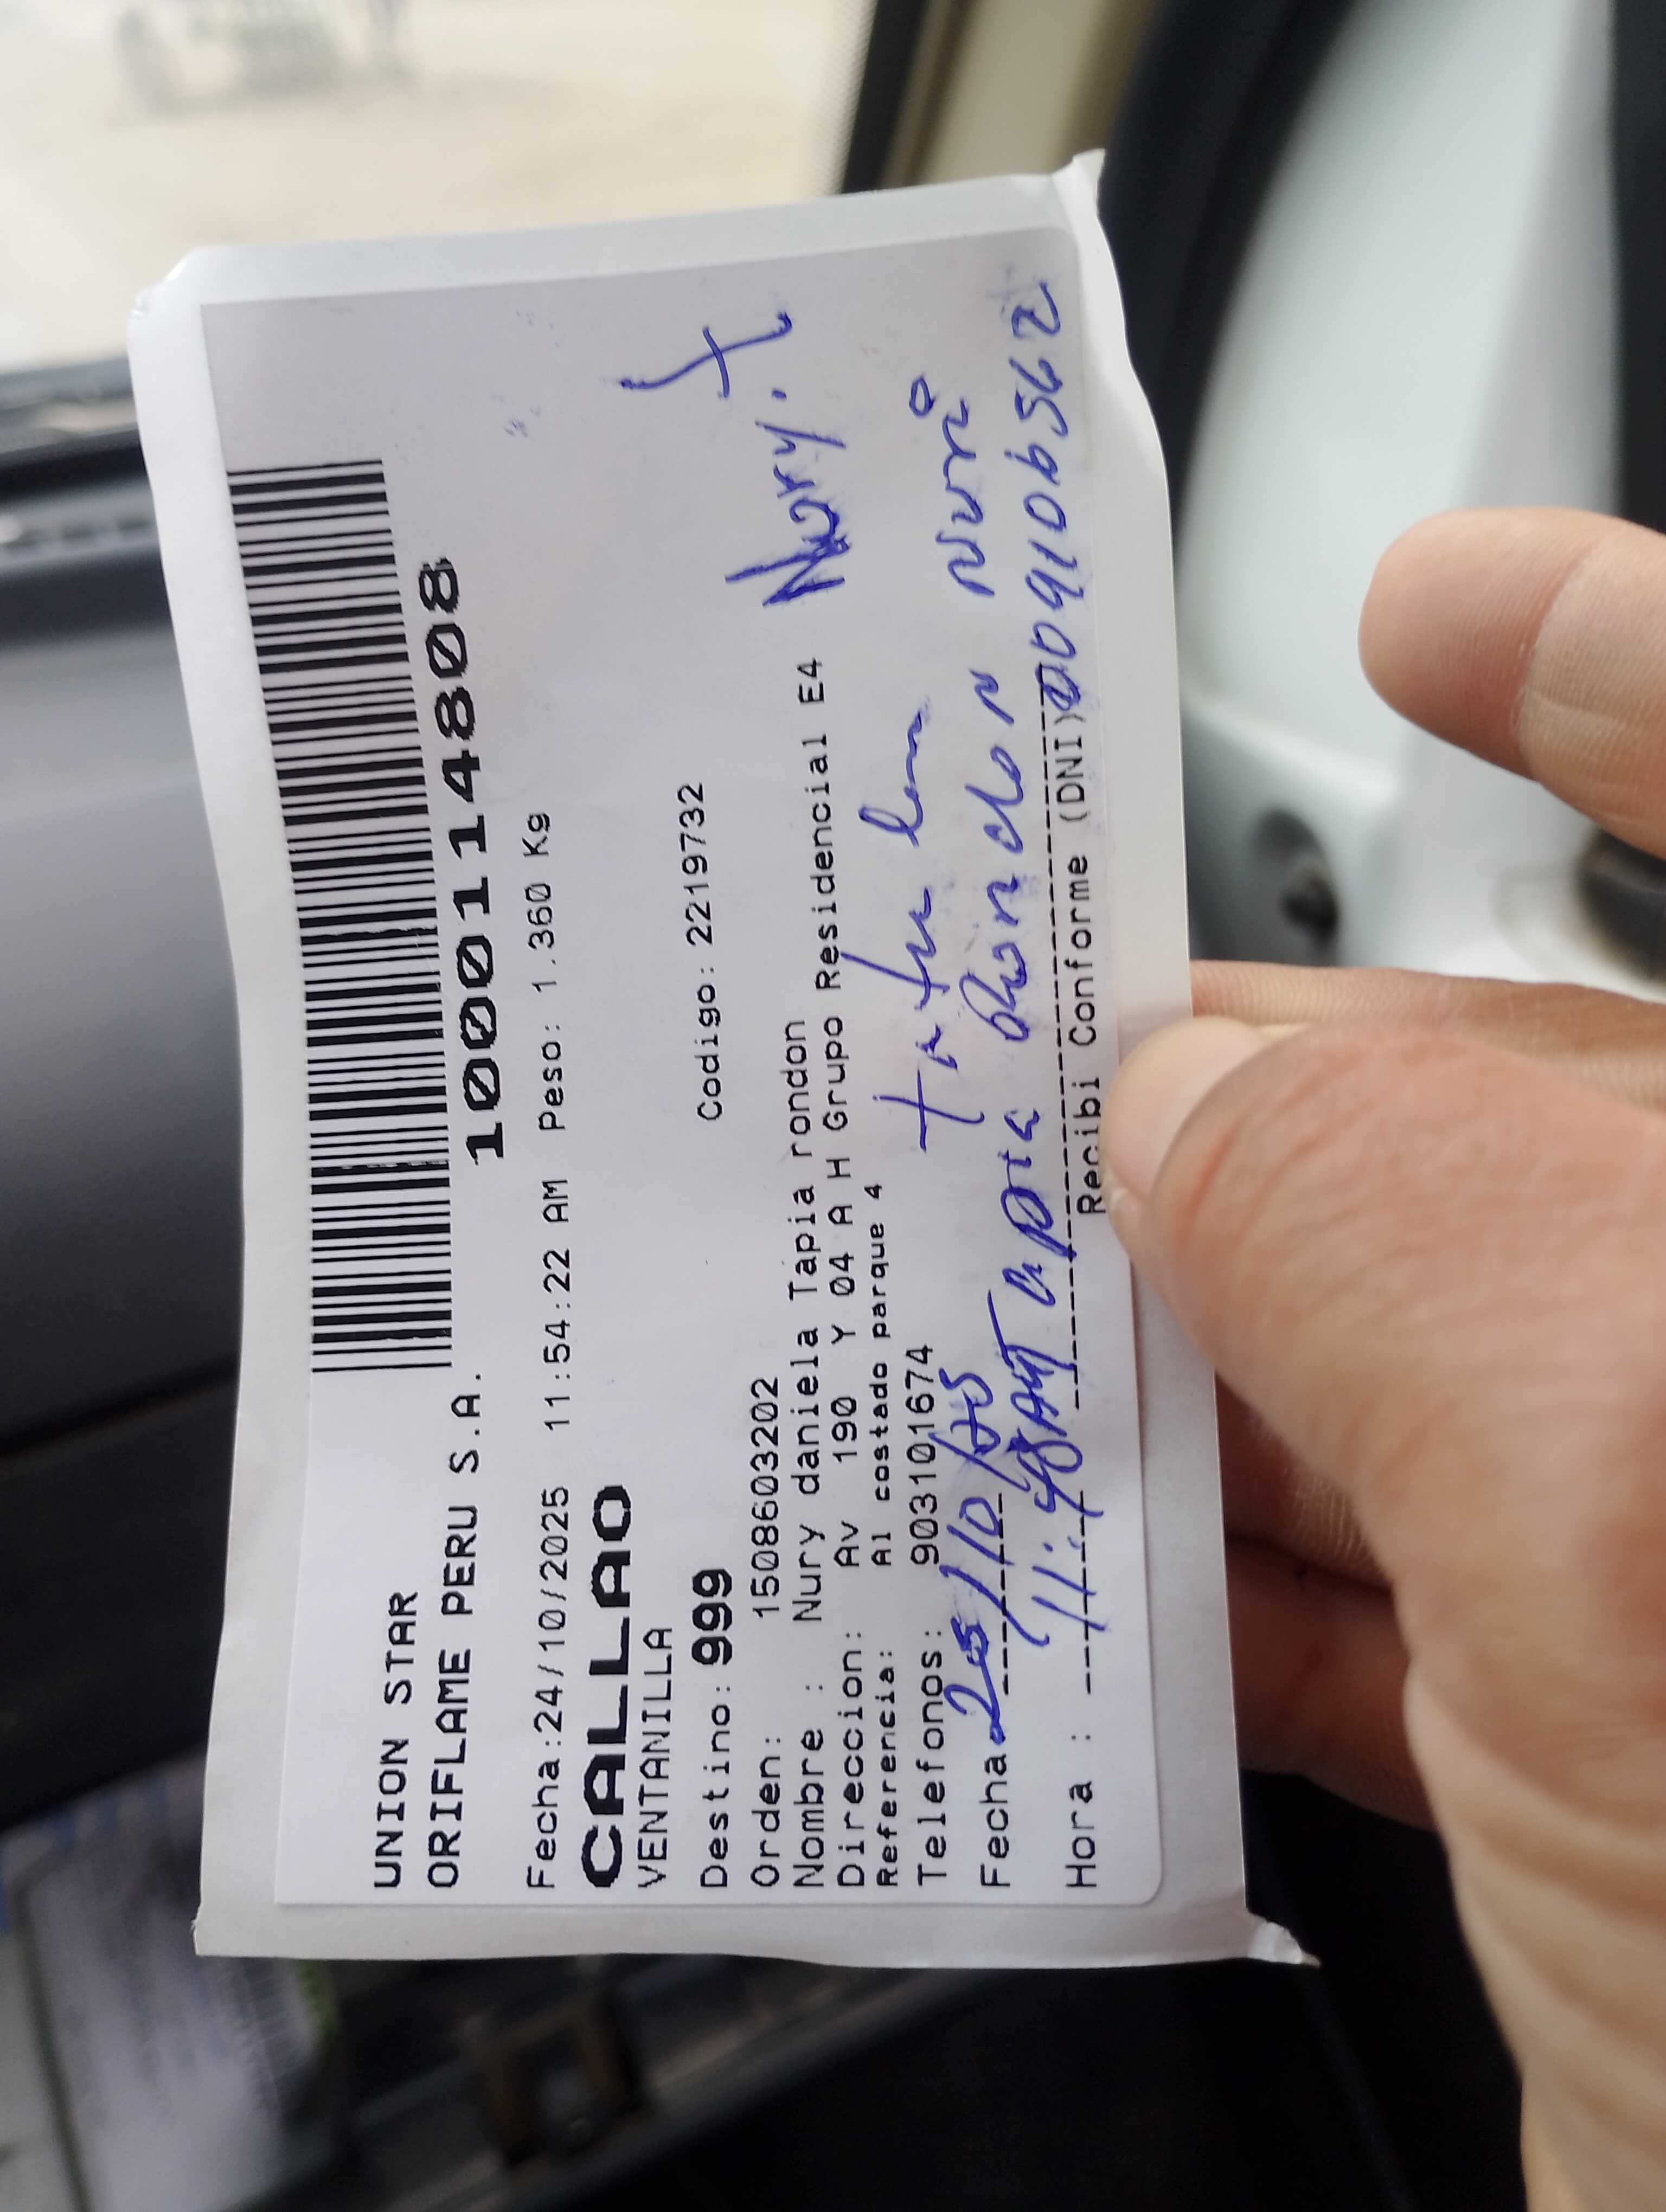 UNION STAR
ORIFLAME PERU S.A.
1000114808
Fecha:24/10/2025 11:54:22 AM Peso: 1.360 Kg
CALLAO
VENTANILLA
Destino: 999 Codigo: 2219732
Orden: 1508603202
Nombre : Nury daniela Tapia rondon
Direccion: Av 190 Y 04 A H Grupo Residencial E4
Nury.
Referencia: Al costado parque 4
Telefonos: 903101674
Fecha 25/10/25
Hora : 11:48AM
Recibi Conforme (DNI)